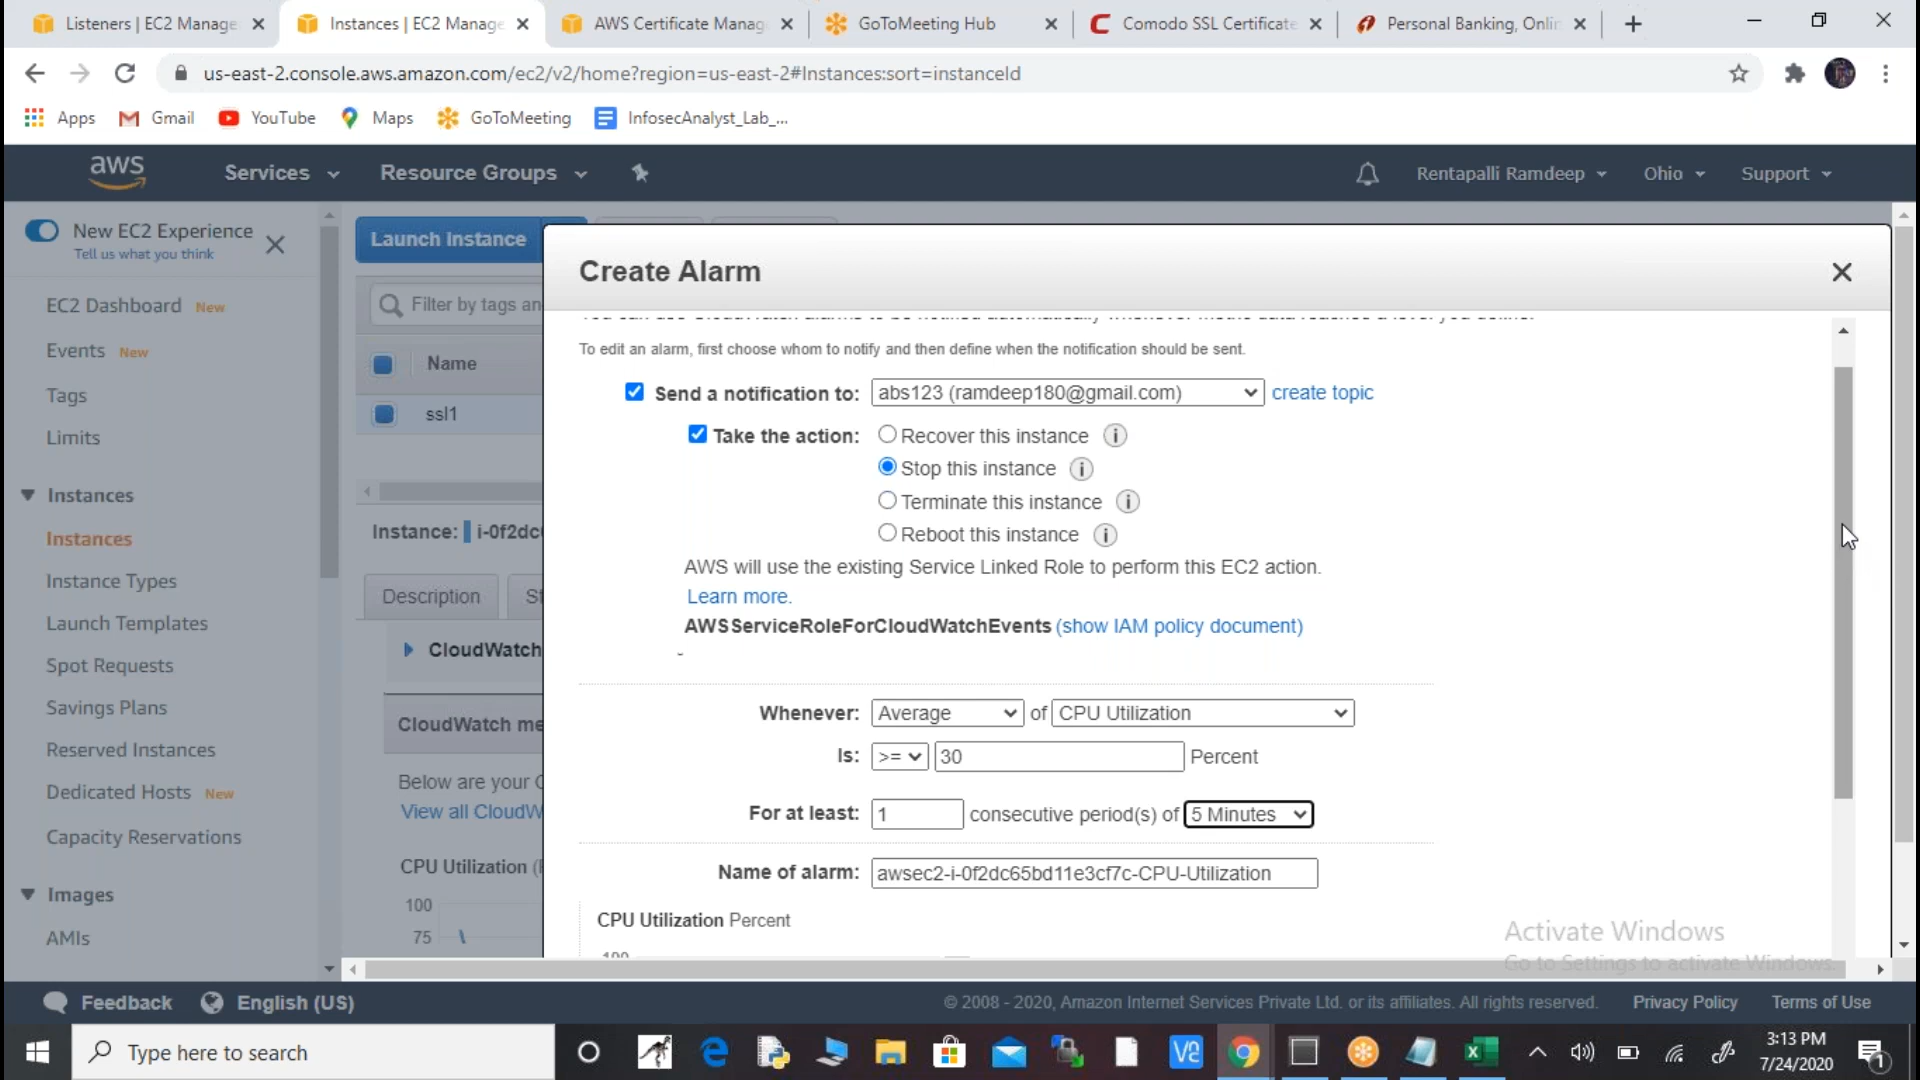 Listeners | EC2 Manage
Instances | EC2 Manage
AWS Certificate Manag
GoToMeeting Hub
Comodo SSL Certificate
Personal Banking, Onlin
us-east-2.console.aws.amazon.com/ec2/v2/home?region=us-east-2#Instances:sort=instanceId
Apps
Gmail
YouTube
Maps
GoToMeeting
InfosecAnalyst_Lab_...
aws
Services
Resource Groups
Rentapalli Ramdeep
Ohio
Support
New EC2 Experience
Tell us what you think
EC2 Dashboard New
Events New
Tags
Limits
Instances
Instances
Instance Types
Launch Templates
Spot Requests
Savings Plans
Reserved Instances
Dedicated Hosts New
Capacity Reservations
Images
AMIs
Launch Instance
Filter by tags an
Name
ssl1
Instance: i-0f2dc
Description
St
CloudWatch
CloudWatch me
Below are your C
View all CloudW
CPU Utilization (
100
75
Create Alarm
To edit an alarm, first choose whom to notify and then define when the notification should be sent.
Send a notification to: abs123 (ramdeep180@gmail.com) create topic
Take the action: Recover this instance i
Stop this instance i
Terminate this instance i
Reboot this instance i
AWS will use the existing Service Linked Role to perform this EC2 action.
Learn more.
AWSServiceRoleForCloudWatchEvents (show IAM policy document)
Whenever: Average of CPU Utilization
Is: >= 30 Percent
For at least: 1 consecutive period(s) of 5 Minutes
Name of alarm: awsec2-i-0f2dc65bd11e3cf7c-CPU-Utilization
CPU Utilization Percent
100
Activate Windows
Go to Settings to activate Windows.
Feedback
English (US)
© 2008 - 2020, Amazon Internet Services Private Ltd. or its affiliates. All rights reserved.
Privacy Policy
Terms of Use
Type here to search
3:13 PM
7/24/2020
1